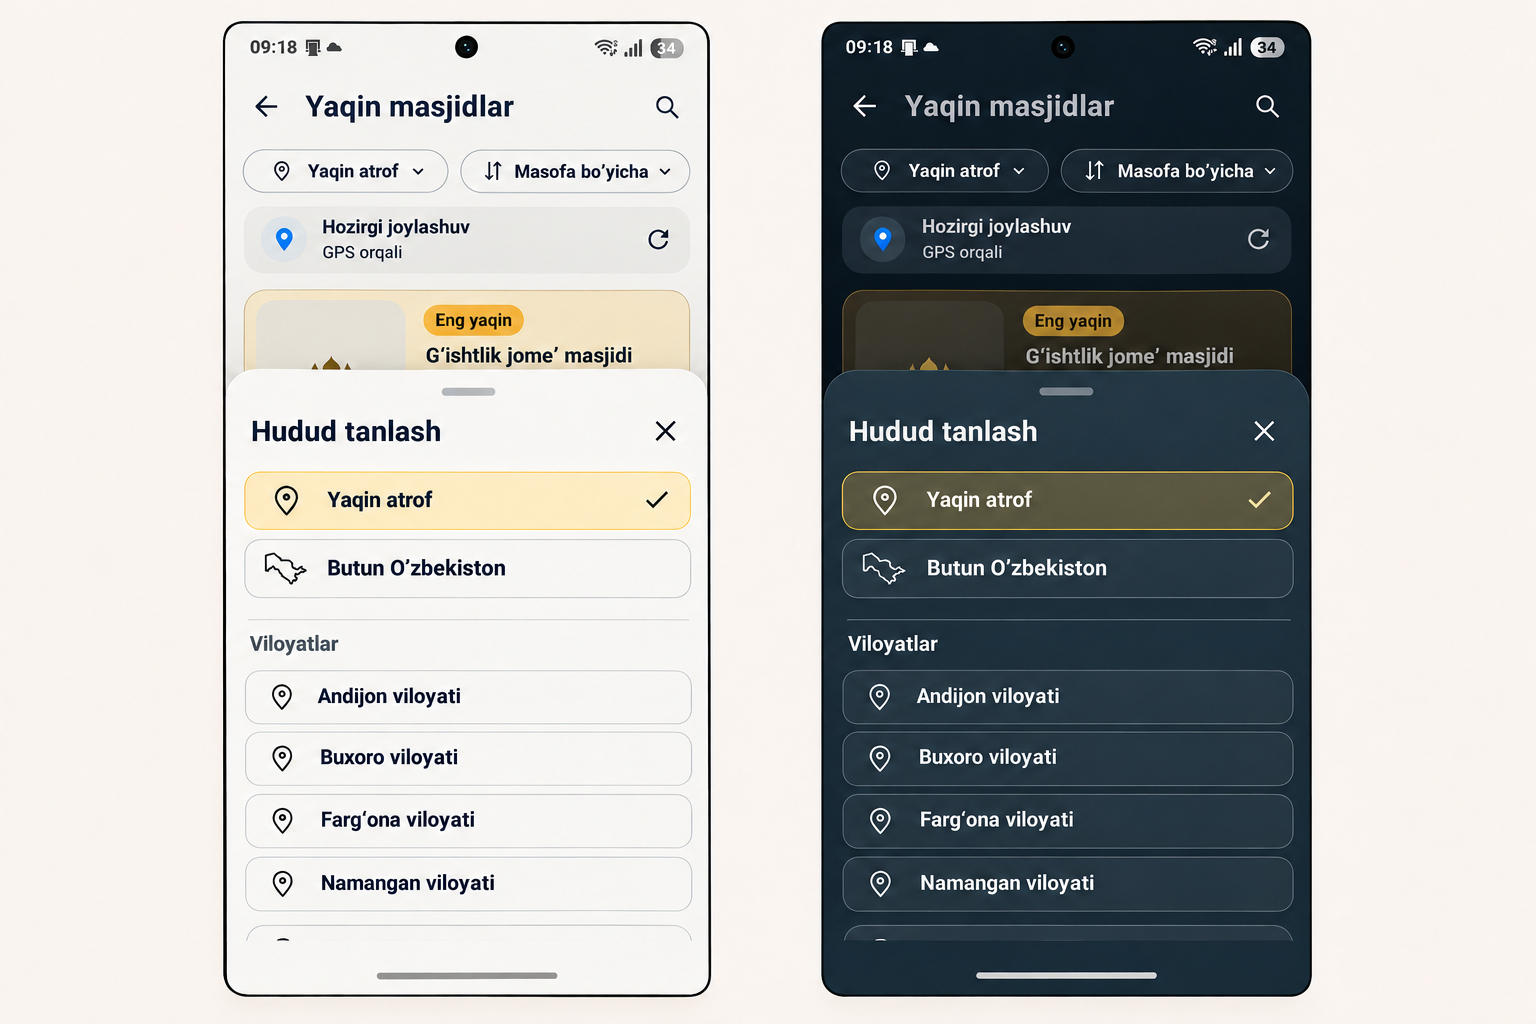 09:18
34
Yaqin masjidlar
Yaqin atrof
Masofa bo’yicha
Hozirgi joylashuv
GPS orqali
Eng yaqin
G‘ishtlik jome’ masjidi
Hudud tanlash
Yaqin atrof
Butun O’zbekiston
Viloyatlar
Andijon viloyati
Buxoro viloyati
Farg‘ona viloyati
Namangan viloyati
09:18
34
Yaqin masjidlar
Yaqin atrof
Masofa bo’yicha
Hozirgi joylashuv
GPS orqali
Eng yaqin
G‘ishtlik jome’ masjidi
Hudud tanlash
Yaqin atrof
Butun O’zbekiston
Viloyatlar
Andijon viloyati
Buxoro viloyati
Farg‘ona viloyati
Namangan viloyati